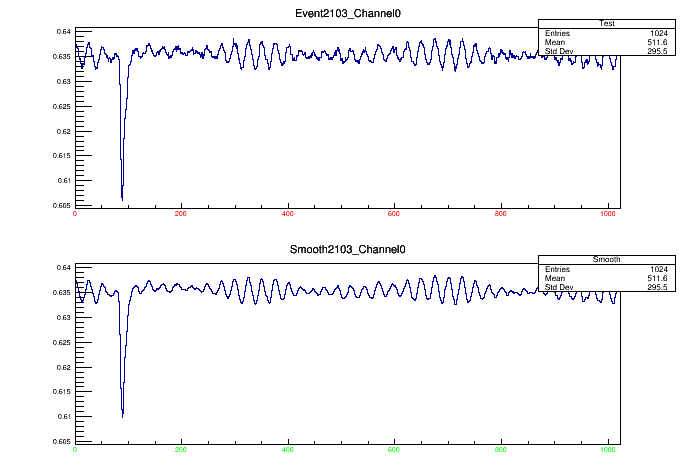 Event2103_Channel0
Test
Entries 1024
Mean 511.6
Std Dev 295.5
0.64
0.635
0.63
0.625
0.62
0.615
0.61
0.605
0 200 400 600 800 1000
Smooth2103_Channel0
Smooth
Entries 1024
Mean 511.6
Std Dev 295.5
0.64
0.635
0.63
0.625
0.62
0.615
0.61
0.605
0 200 400 600 800 1000